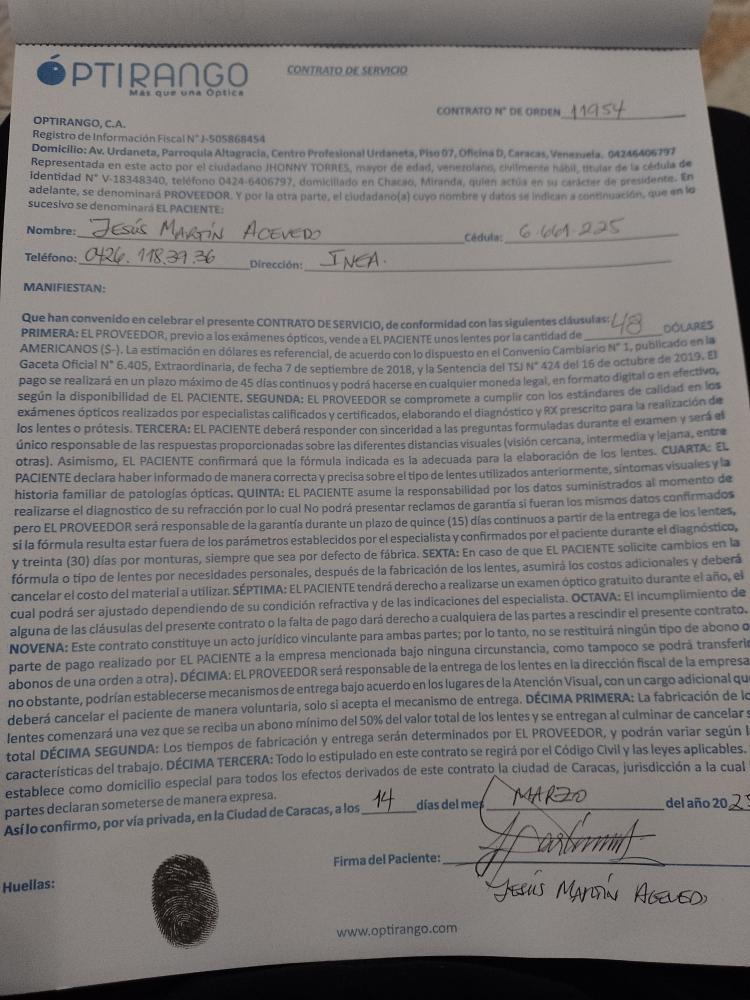 ÓPTIRANGO
Más que una Óptica
CONTRATO DE SERVICIO
CONTRATO N° DE ORDEN 11954
OPTIRANGO, C.A.
Registro de Información Fiscal N° J-505868454
Domicilio: Av. Urdaneta, Parroquia Altagracia, Centro Profesional Urdaneta, Piso 07, Oficina D, Caracas, Venezuela. 04246406797
Representada en este acto por el ciudadano JHONNY TORRES, mayor de edad, venezolano, civilmente hábil, titular de la cédula de
identidad N° V-18348340, teléfono 0424-6406797, domiciliado en Chacao, Miranda, quien actúa en su carácter de presidente. En
adelante, se denominará PROVEEDOR. Y por la otra parte, el ciudadano(a) cuyo nombre y datos se indican a continuación, que en lo
sucesivo se denominará EL PACIENTE:
Nombre: JESÚS MARTÍN ACEVEDO Cédula: 6.661.225
Teléfono: 0426.118.39.36 Dirección: INEA.
MANIFIESTAN:
Que han convenido en celebrar el presente CONTRATO DE SERVICIO, de conformidad con las siguientes cláusulas:
PRIMERA: EL PROVEEDOR, previo a los exámenes ópticos, vende a EL PACIENTE unos lentes por la cantidad de 48 DÓLARES
AMERICANOS (S-). La estimación en dólares es referencial, de acuerdo con lo dispuesto en el Convenio Cambiario N° 1, publicado en la
Gaceta Oficial N° 6.405, Extraordinaria, de fecha 7 de septiembre de 2018, y la Sentencia del TSJ N° 424 del 16 de octubre de 2019. El
pago se realizará en un plazo máximo de 45 días continuos y podrá hacerse en cualquier moneda legal, en formato digital o en efectivo,
según la disponibilidad de EL PACIENTE. SEGUNDA: EL PROVEEDOR se compromete a cumplir con los estándares de calidad en los
exámenes ópticos realizados por especialistas calificados y certificados, elaborando el diagnóstico y RX prescrito para la realización de
los lentes o prótesis. TERCERA: EL PACIENTE deberá responder con sinceridad a las preguntas formuladas durante el examen y será el
único responsable de las respuestas proporcionadas sobre las diferentes distancias visuales (visión cercana, intermedia y lejana, entre
otras). Asimismo, EL PACIENTE confirmará que la fórmula indicada es la adecuada para la elaboración de los lentes. CUARTA: EL
PACIENTE declara haber informado de manera correcta y precisa sobre el tipo de lentes utilizados anteriormente, síntomas visuales y la
historia familiar de patologías ópticas. QUINTA: EL PACIENTE asume la responsabilidad por los datos suministrados al momento de
realizarse el diagnostico de su refracción por lo cual No podrá presentar reclamos de garantía si fueran los mismos datos confirmados
pero EL PROVEEDOR será responsable de la garantía durante un plazo de quince (15) días continuos a partir de la entrega de los lentes,
si la fórmula resulta estar fuera de los parámetros establecidos por el especialista y confirmados por el paciente durante el diagnóstico,
y treinta (30) días por monturas, siempre que sea por defecto de fábrica. SEXTA: En caso de que EL PACIENTE solicite cambios en la
fórmula o tipo de lentes por necesidades personales, después de la fabricación de los lentes, asumirá los costos adicionales y deberá
cancelar el costo del material a utilizar. SÉPTIMA: EL PACIENTE tendrá derecho a realizarse un examen óptico gratuito durante el año, el
cual podrá ser ajustado dependiendo de su condición refractiva y de las indicaciones del especialista. OCTAVA: El incumplimiento de
alguna de las cláusulas del presente contrato o la falta de pago dará derecho a cualquiera de las partes a rescindir el presente contrato.
NOVENA: Este contrato constituye un acto jurídico vinculante para ambas partes; por lo tanto, no se restituirá ningún tipo de abono o
parte de pago realizado por EL PACIENTE a la empresa mencionada bajo ninguna circunstancia, como tampoco se podrá transferi
abonos de una orden a otra). DÉCIMA: EL PROVEEDOR será responsable de la entrega de los lentes en la dirección fiscal de la empresa
no obstante, podrían establecerse mecanismos de entrega bajo acuerdo en los lugares de la Atención Visual, con un cargo adicional que
deberá cancelar el paciente de manera voluntaria, solo si acepta el mecanismo de entrega. DÉCIMA PRIMERA: La fabricación de lo
lentes comenzará una vez que se reciba un abono mínimo del 50% del valor total de los lentes y se entregan al culminar de cancelar s
total DÉCIMA SEGUNDA: Los tiempos de fabricación y entrega serán determinados por EL PROVEEDOR, y podrán variar según l
características del trabajo. DÉCIMA TERCERA: Todo lo estipulado en este contrato se regirá por el Código Civil y las leyes aplicables.
establece como domicilio especial para todos los efectos derivados de este contrato la ciudad de Caracas, jurisdicción a la cual
partes declaran someterse de manera expresa.
Así lo confirmo, por vía privada, en la Ciudad de Caracas, a los 14 días del mes MARZO del año 2025
Firma del Paciente:
JESÚS MARTÍN ACEVEDO
Huellas:
www.optirango.com